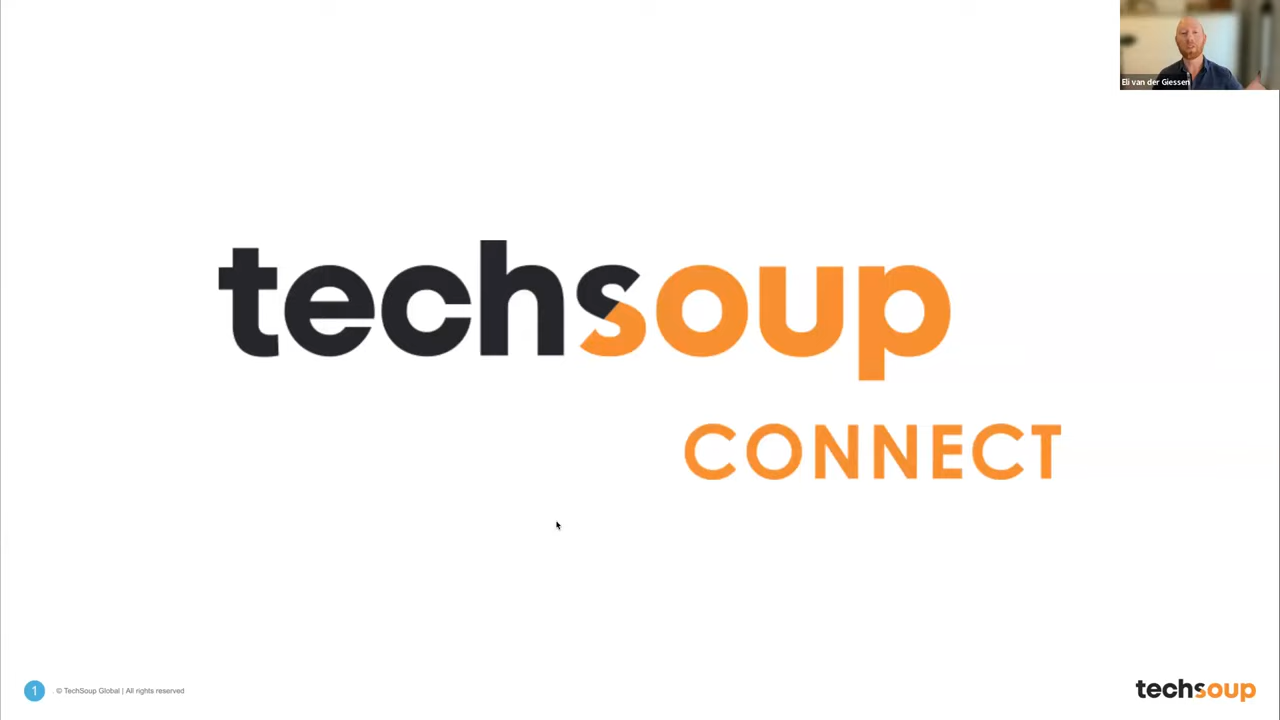 Eli van der Giessen
techsoup
CONNECT
1
© TechSoup Global | All rights reserved
techsoup